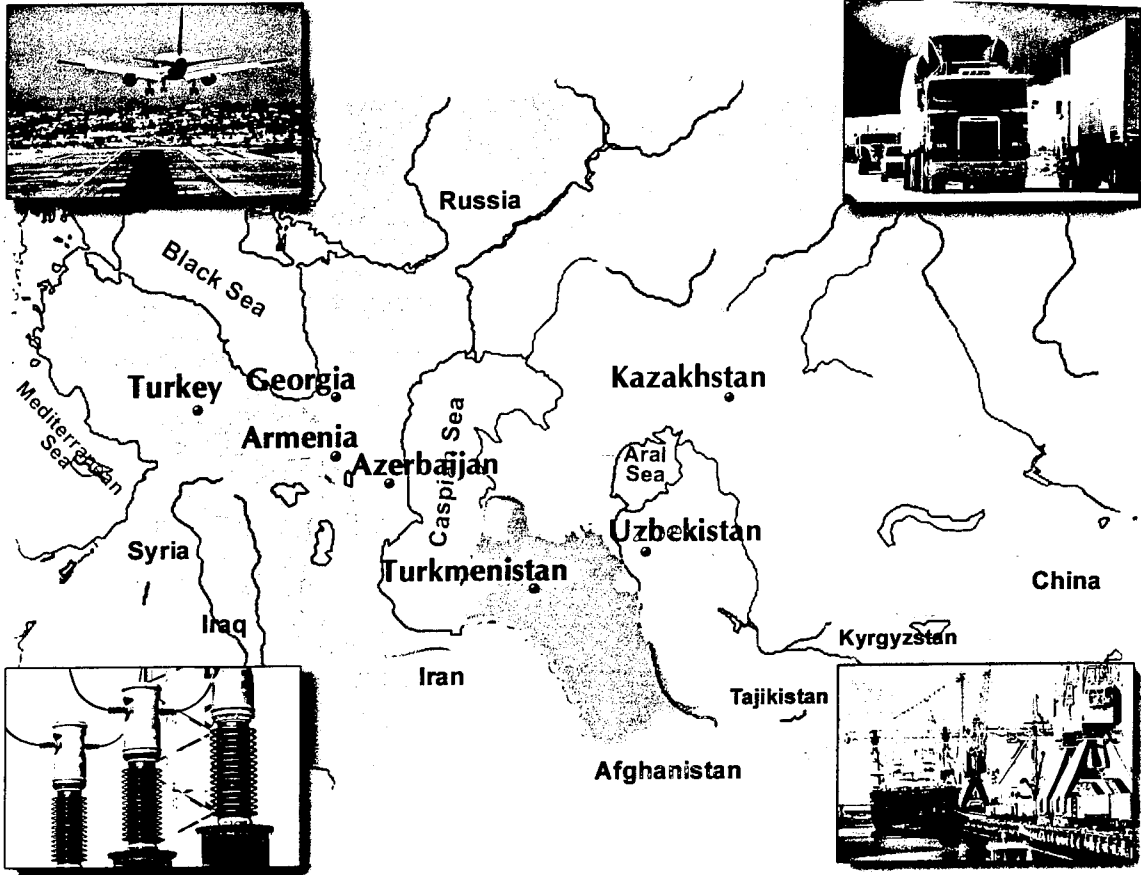 Russia
Black Sea
Turkey
Georgia
Kazakhstan
Mediterranean
Sea
Armenia
Azerbaijan
Caspian Sea
Aral
Sea
Syria
Uzbekistan
Turkmenistan
China
Iraq
Kyrgyzstan
Iran
Tajikistan
Afghanistan